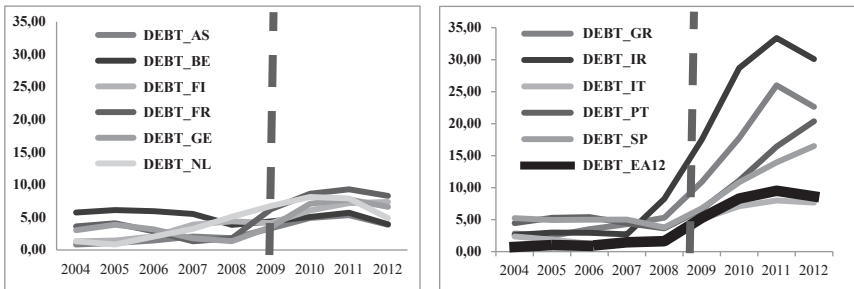 35,00
30,00
25,00
20,00
15,00
10,00
5,00
0,00
DEBT_AS
DEBT_BE
DEBT_FI
DEBT_FR
DEBT_GE
DEBT_NL
2004 2005 2006 2007 2008 2009 2010 2011 2012
35,00
30,00
25,00
20,00
15,00
10,00
5,00
0,00
DEBT_GR
DEBT_IR
DEBT_IT
DEBT_PT
DEBT_SP
DEBT_EA12
2004 2005 2006 2007 2008 2009 2010 2011 2012